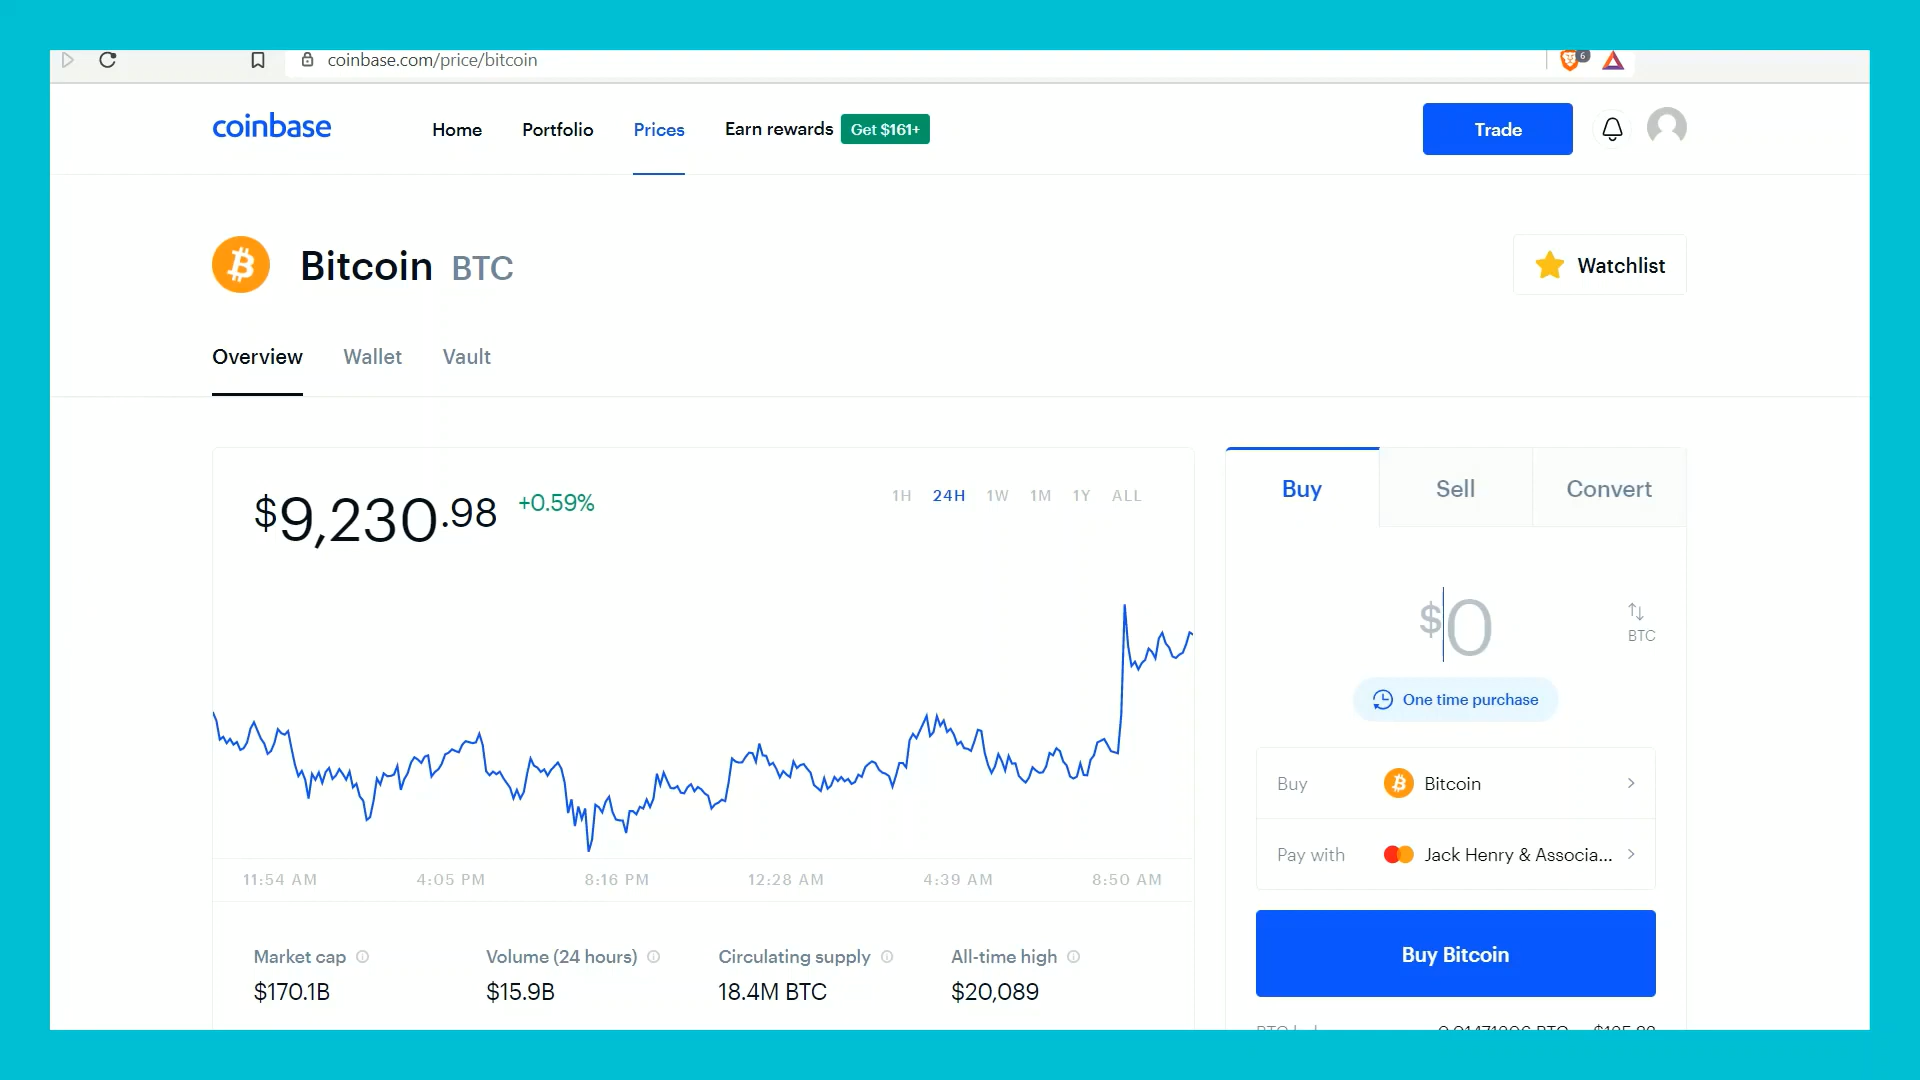 coinbase.com/price/bitcoin
6
coinbase Home Portfolio Prices Earn rewards Get $161+ Trade
Bitcoin BTC
Watchlist
Overview Wallet Vault
$9,230.98 +0.59%
1H 24H 1W 1M 1Y ALL
11:54 AM 4:05 PM 8:16 PM 12:28 AM 4:39 AM 8:50 AM
Market cap Volume (24 hours) Circulating supply All-time high
$170.1B $15.9B 18.4M BTC $20,089
Buy Sell Convert
$0
BTC
One time purchase
Buy Bitcoin
Pay with Jack Henry & Associa...
Buy Bitcoin